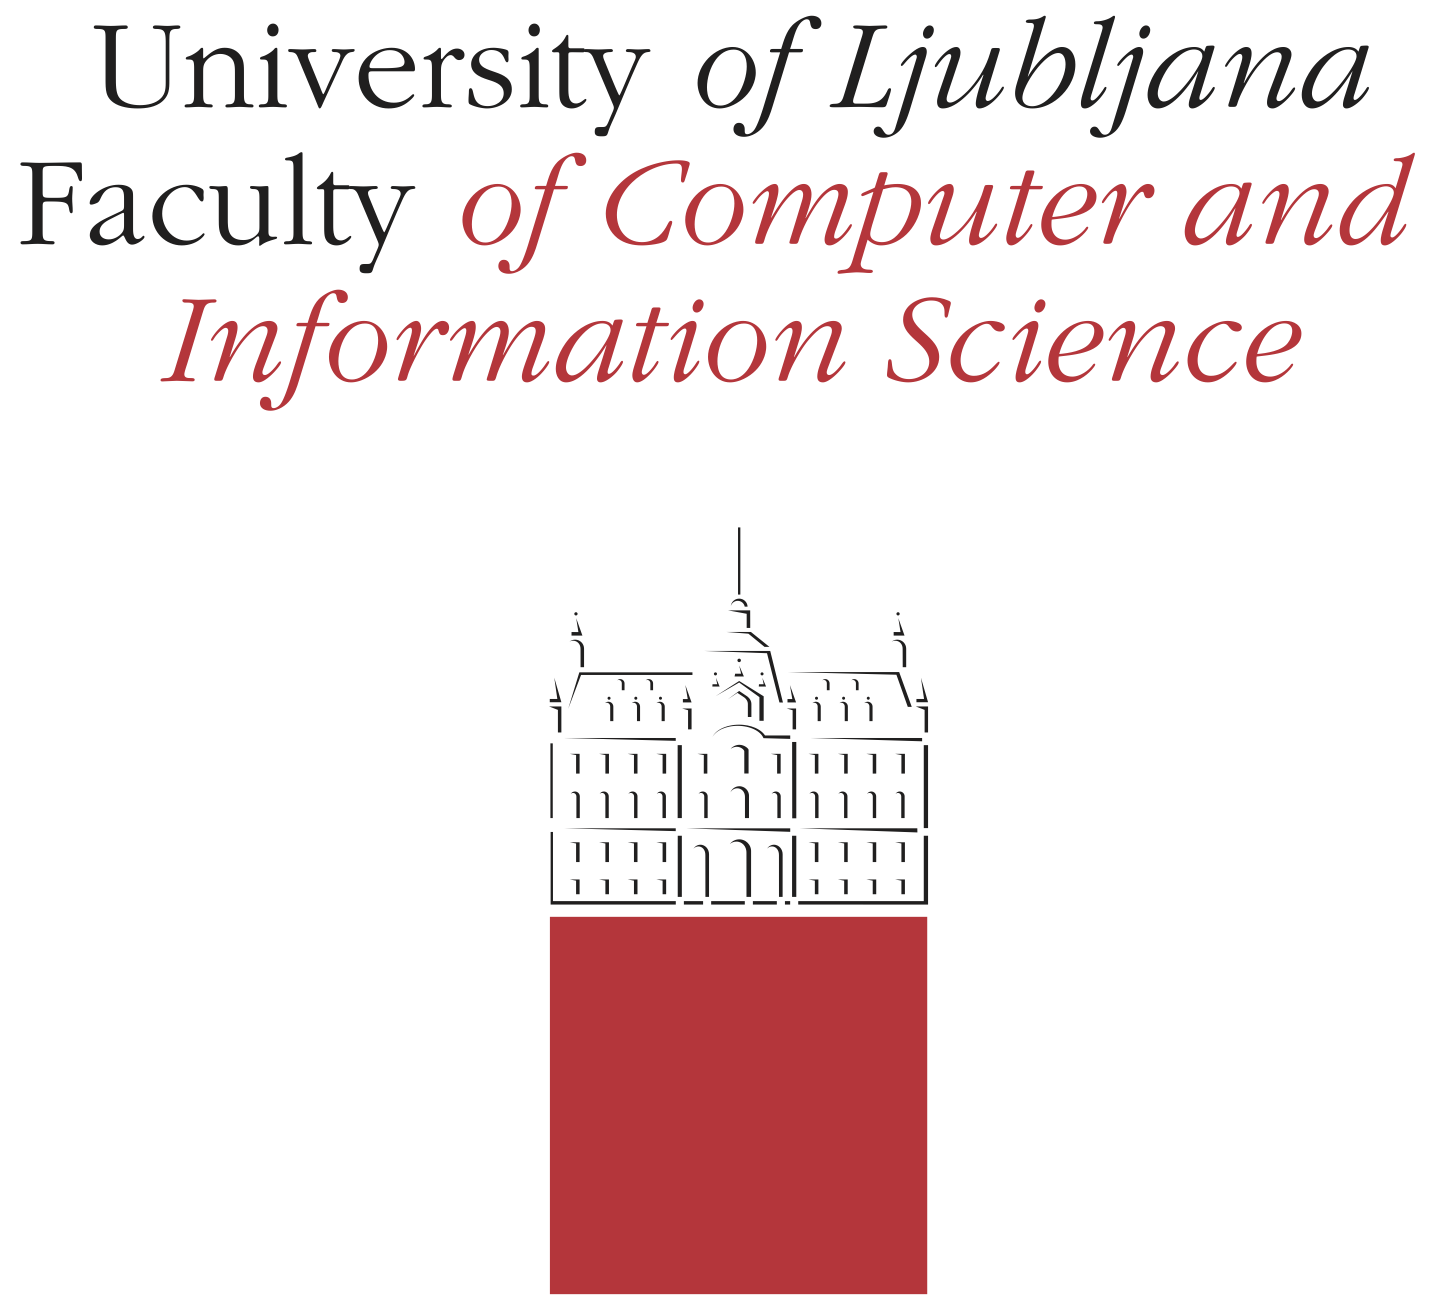 University of Ljubljana
Faculty of Computer and
Information Science